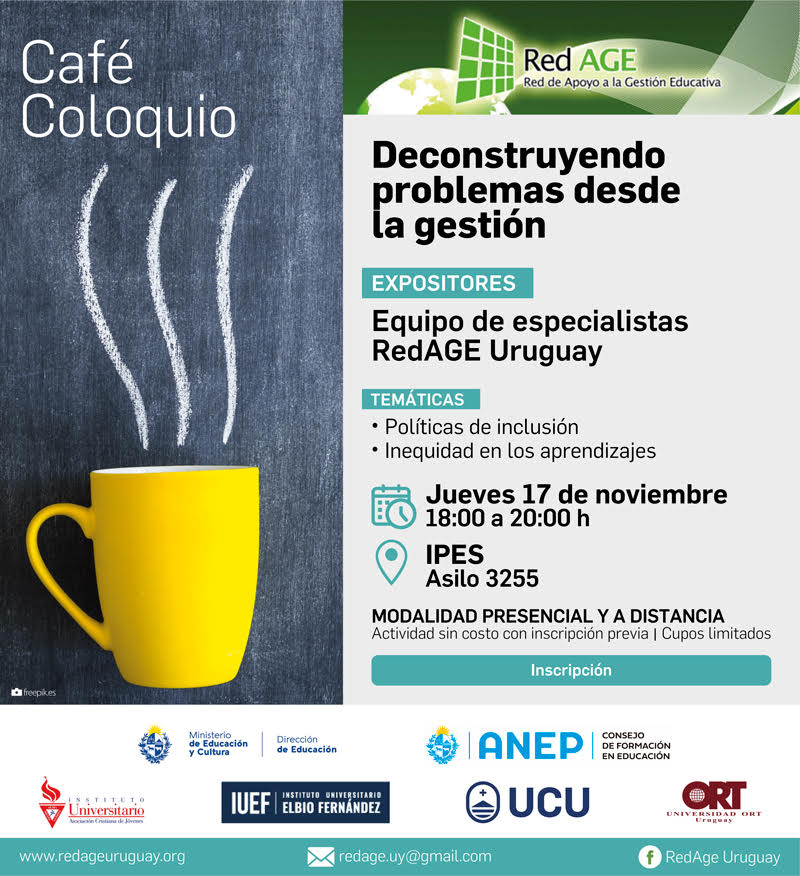 Café
Coloquio
Red AGE
Red de Apoyo a la Gestión Educativa
Deconstruyendo
problemas desde
la gestión
EXPOSITORES
Equipo de especialistas
RedAGE Uruguay
TEMÁTICAS
• Políticas de inclusión
• Inequidad en los aprendizajes
Jueves 17 de noviembre
18:00 a 20:00 h
IPES
Asilo 3255
MODALIDAD PRESENCIAL Y A DISTANCIA
Actividad sin costo con inscripción previa | Cupos limitados
Inscripción
freepik.es
Ministerio
de Educación
y Cultura
Dirección
de Educación
ANEP
CONSEJO
DE FORMACIÓN
EN EDUCACIÓN
INSTITUTO
Universitario
Asociación Cristiana de Jóvenes
IUEF
INSTITUTO UNIVERSITARIO
ELBIO FERNÁNDEZ
UCU
ORT
UNIVERSIDAD ORT
Uruguay
www.redageuruguay.org
redage.uy@gmail.com
RedAge Uruguay